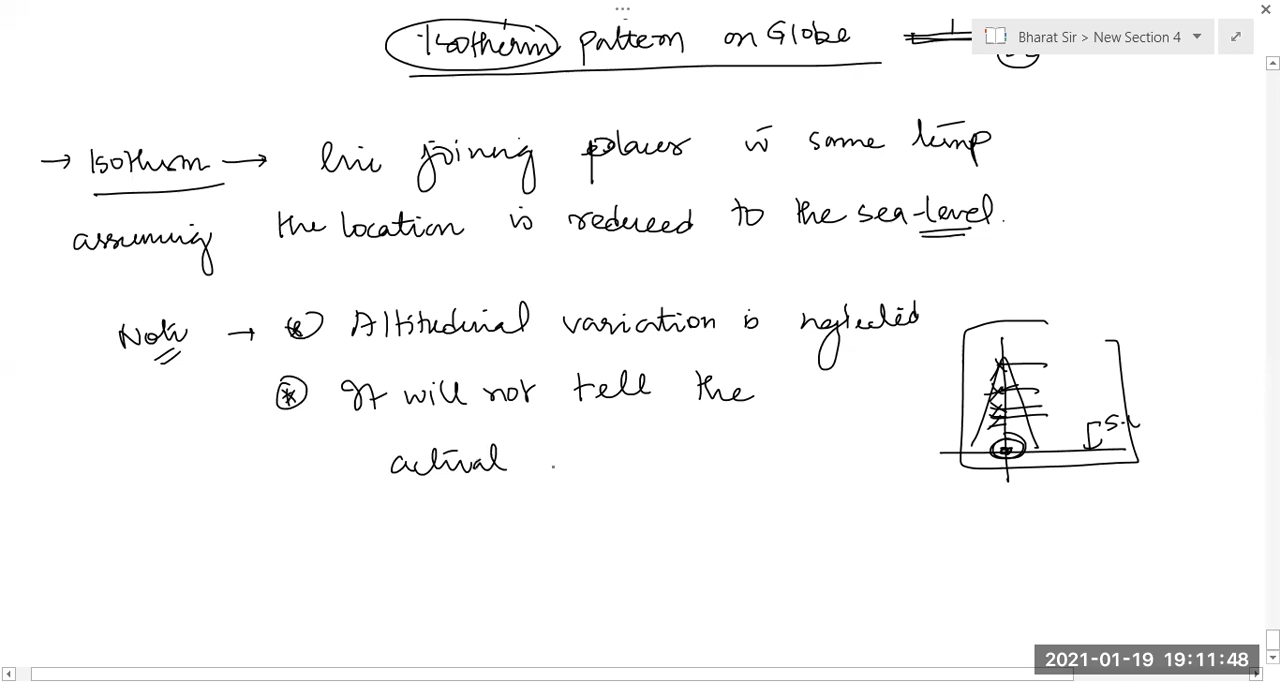 Isotherm pattern on Globe
Bharat Sir > New Section 4
→ Isotherm → line joining places w same temp
assuming the location is reduced to the sea-level.
Note → * Altitudinal variation is neglected
* It will not tell the
actual
S.L
2021-01-19 19:11:48